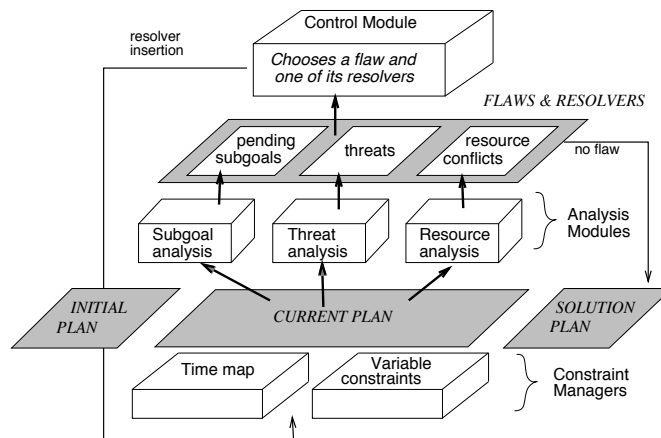 Control Module
resolver
insertion
Chooses a flaw and
one of its resolvers
FLAWS & RESOLVERS
pending
subgoals
threats
resource
conflicts
no flaw
Subgoal
analysis
Threat
analysis
Resource
analysis
Analysis
Modules
INITIAL
PLAN
CURRENT PLAN
SOLUTION
PLAN
Time map
Variable
constraints
Constraint
Managers